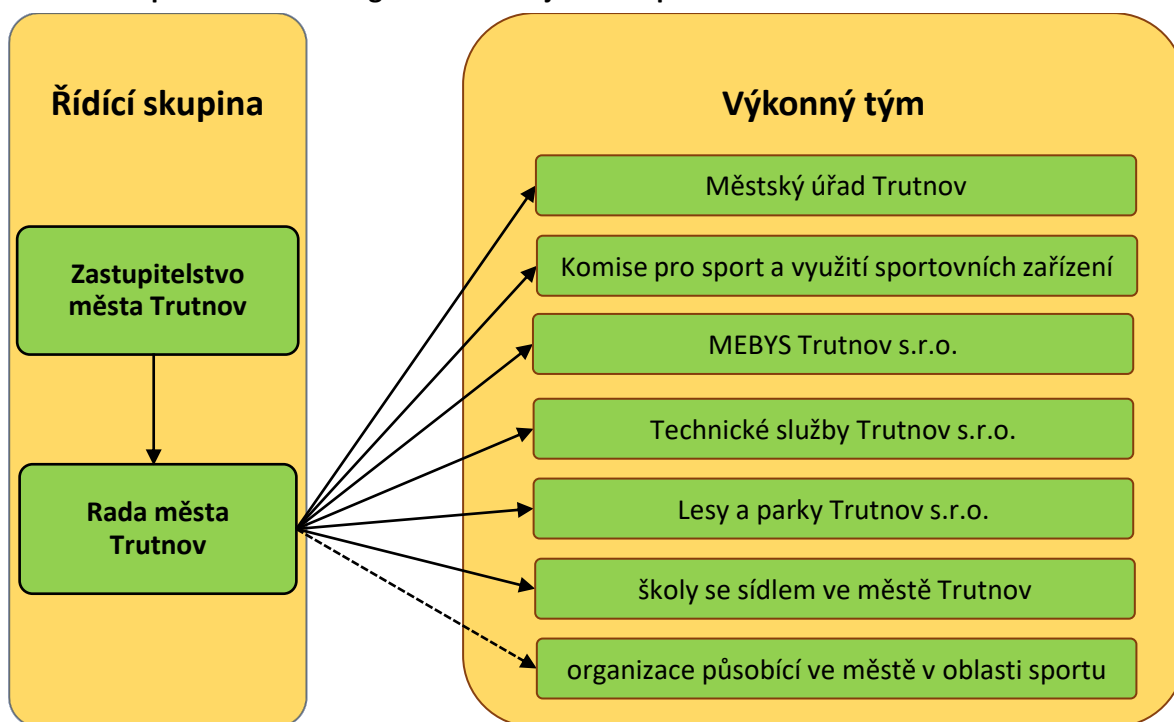 Řídící skupina
Zastupitelstvo
města Trutnov
Rada města
Trutnov
Výkonný tým
Městský úřad Trutnov
Komise pro sport a využití sportovních zařízení
MEBYS Trutnov s.r.o.
Technické služby Trutnov s.r.o.
Lesy a parky Trutnov s.r.o.
školy se sídlem ve městě Trutnov
organizace působící ve městě v oblasti sportu